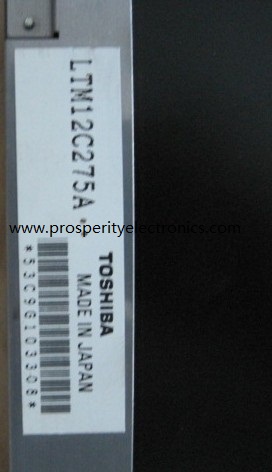 LTM12C275A
TOSHIBA
MADE IN JAPAN
*53C9G103308*
www.prosperityelectronics.com